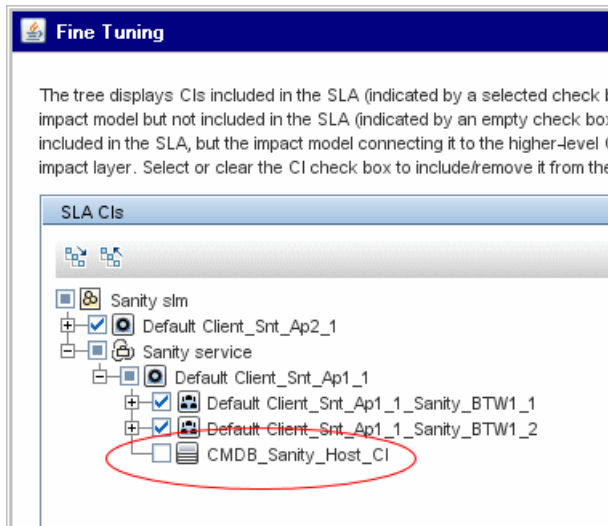 Fine Tuning
The tree displays CIs included in the SLA (indicated by a selected check
impact model but not included in the SLA (indicated by an empty check box
included in the SLA, but the impact model connecting it to the higher-level
impact layer. Select or clear the CI check box to include/remove it from the
SLA CIs
Sanity slm
Default Client_Snt_Ap2_1
Sanity service
Default Client_Snt_Ap1_1
Default Client_Snt_Ap1_1_Sanity_BTW1_1
Default Client_Snt_Ap1_1_Sanity_BTW1_2
CMDB_Sanity_Host_CI